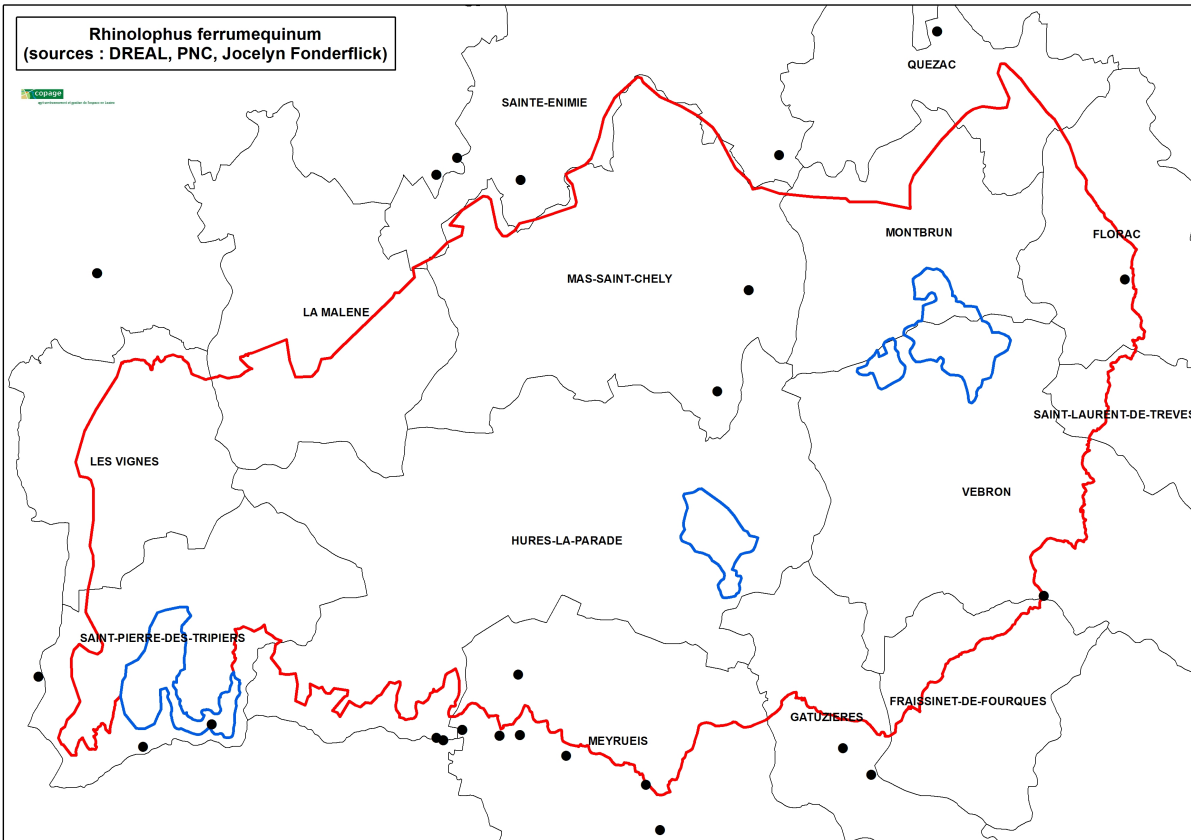 Rhinolophus ferrumequinum
(sources : DREAL, PNC, Jocelyn Fonderflick)
copage
QUEZAC
SAINTE-ENIMIE
MONTBRUN
FLORAC
MAS-SAINT-CHELY
LA MALENE
SAINT-LAURENT-DE-TREVES
LES VIGNES
VEBRON
HURES-LA-PARADE
SAINT-PIERRE-DES-TRIPIERS
FRAISSINET-DE-FOURQUES
GATUZIERES
MEYRUEIS